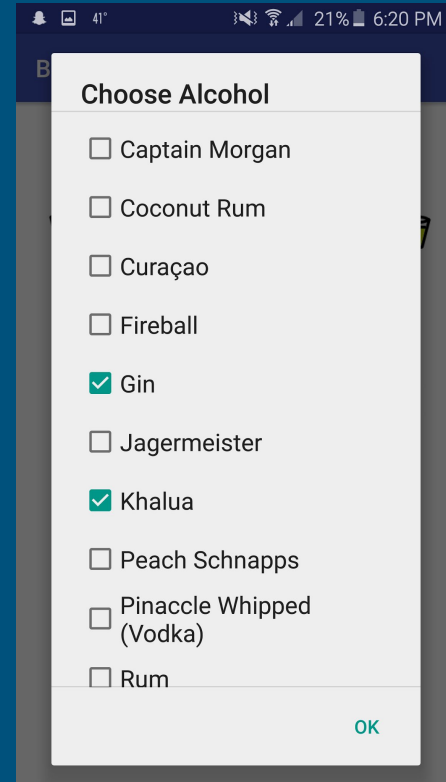 41°
21%
6:20 PM
B
Choose Alcohol
Captain Morgan
Coconut Rum
Curaçao
Fireball
Gin
Jagermeister
Khalua
Peach Schnapps
Pinaccle Whipped
(Vodka)
Rum
OK